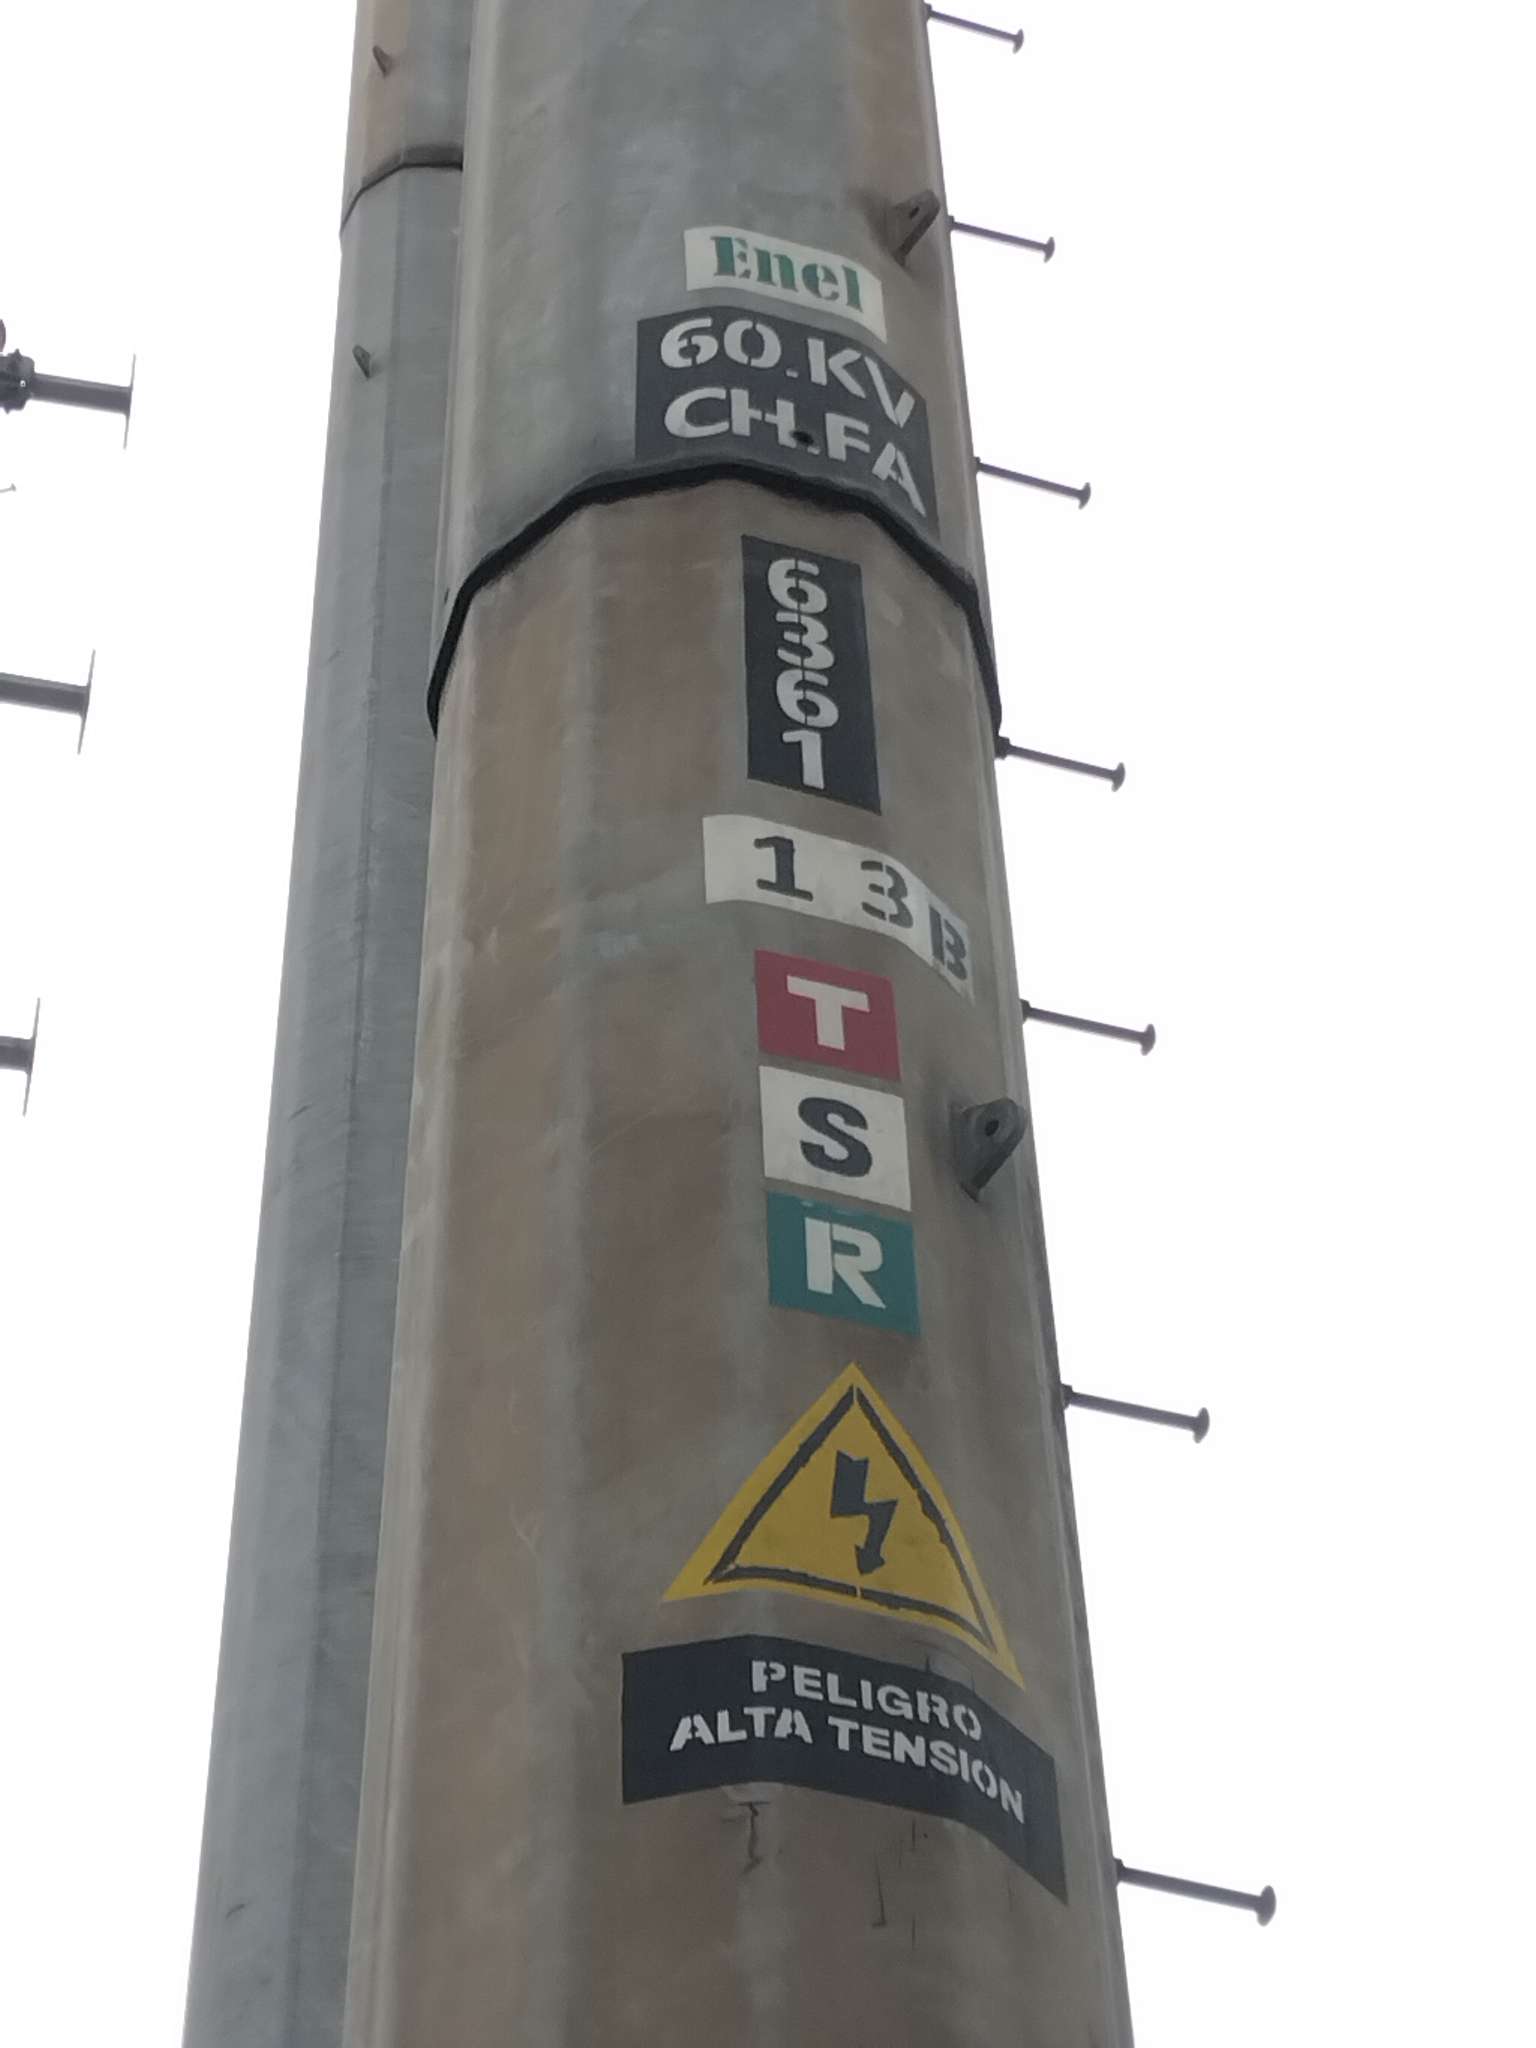 Enel
60.KV
CH.FA
6361
13B
T
S
R
PELIGRO
ALTA TENSION